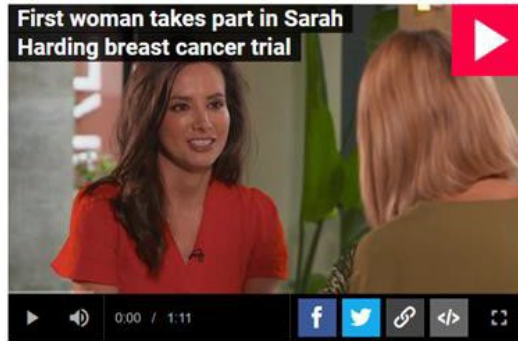 First woman takes part in Sarah
Harding breast cancer trial
0:00 / 1:11
f
</>